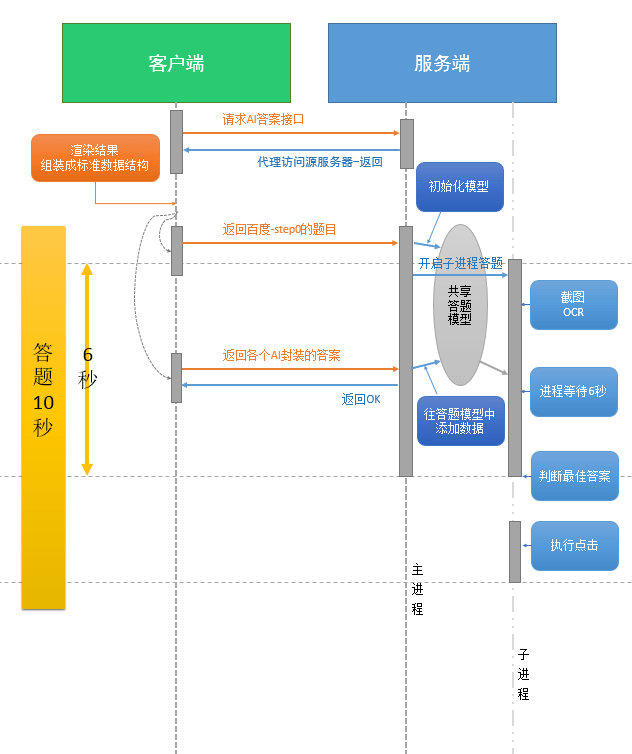 客户端
服务端
请求AI答案接口
代理访问源服务器–返回
渲染结果
组装成标准数据结构
初始化模型
返回百度-step0的题目
开启子进程答题
共享
答题
模型
截图
OCR
答
题
10
秒
6
秒
返回各个AI封装的答案
返回OK
进程等待6秒
往答题模型中
添加数据
判断最佳答案
执行点击
主
进
程
子
进
程